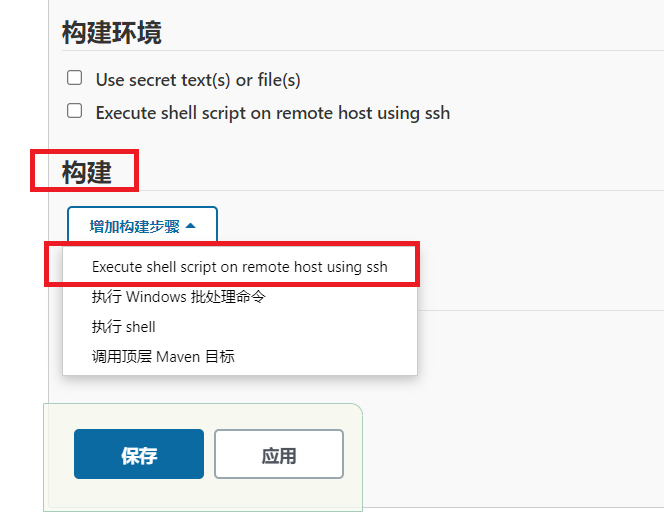 构建环境
Use secret text(s) or file(s)
Execute shell script on remote host using ssh
构建
增加构建步骤
Execute shell script on remote host using ssh
执行 Windows 批处理命令
执行 shell
调用顶层 Maven 目标
保存
应用